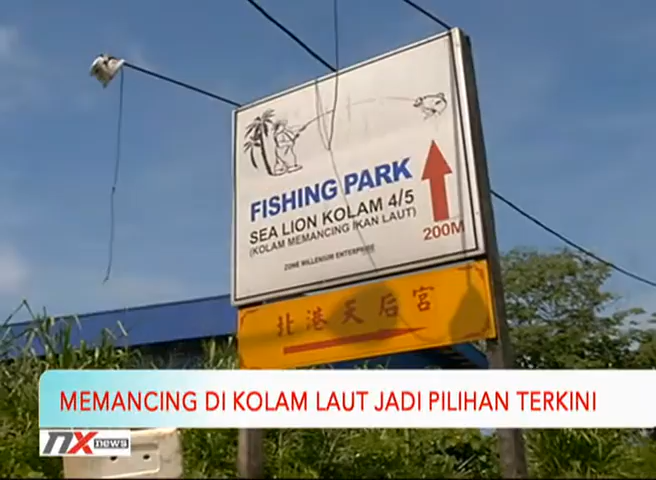 FISHING PARK
SEA LION KOLAM 4/5
(KOLAM MEMANCING IKAN LAUT)
200M
ZONE MILLENIUM ENTERPRISE
北港天后宮
MEMANCING DI KOLAM LAUT JADI PILIHAN TERKINI
nx news